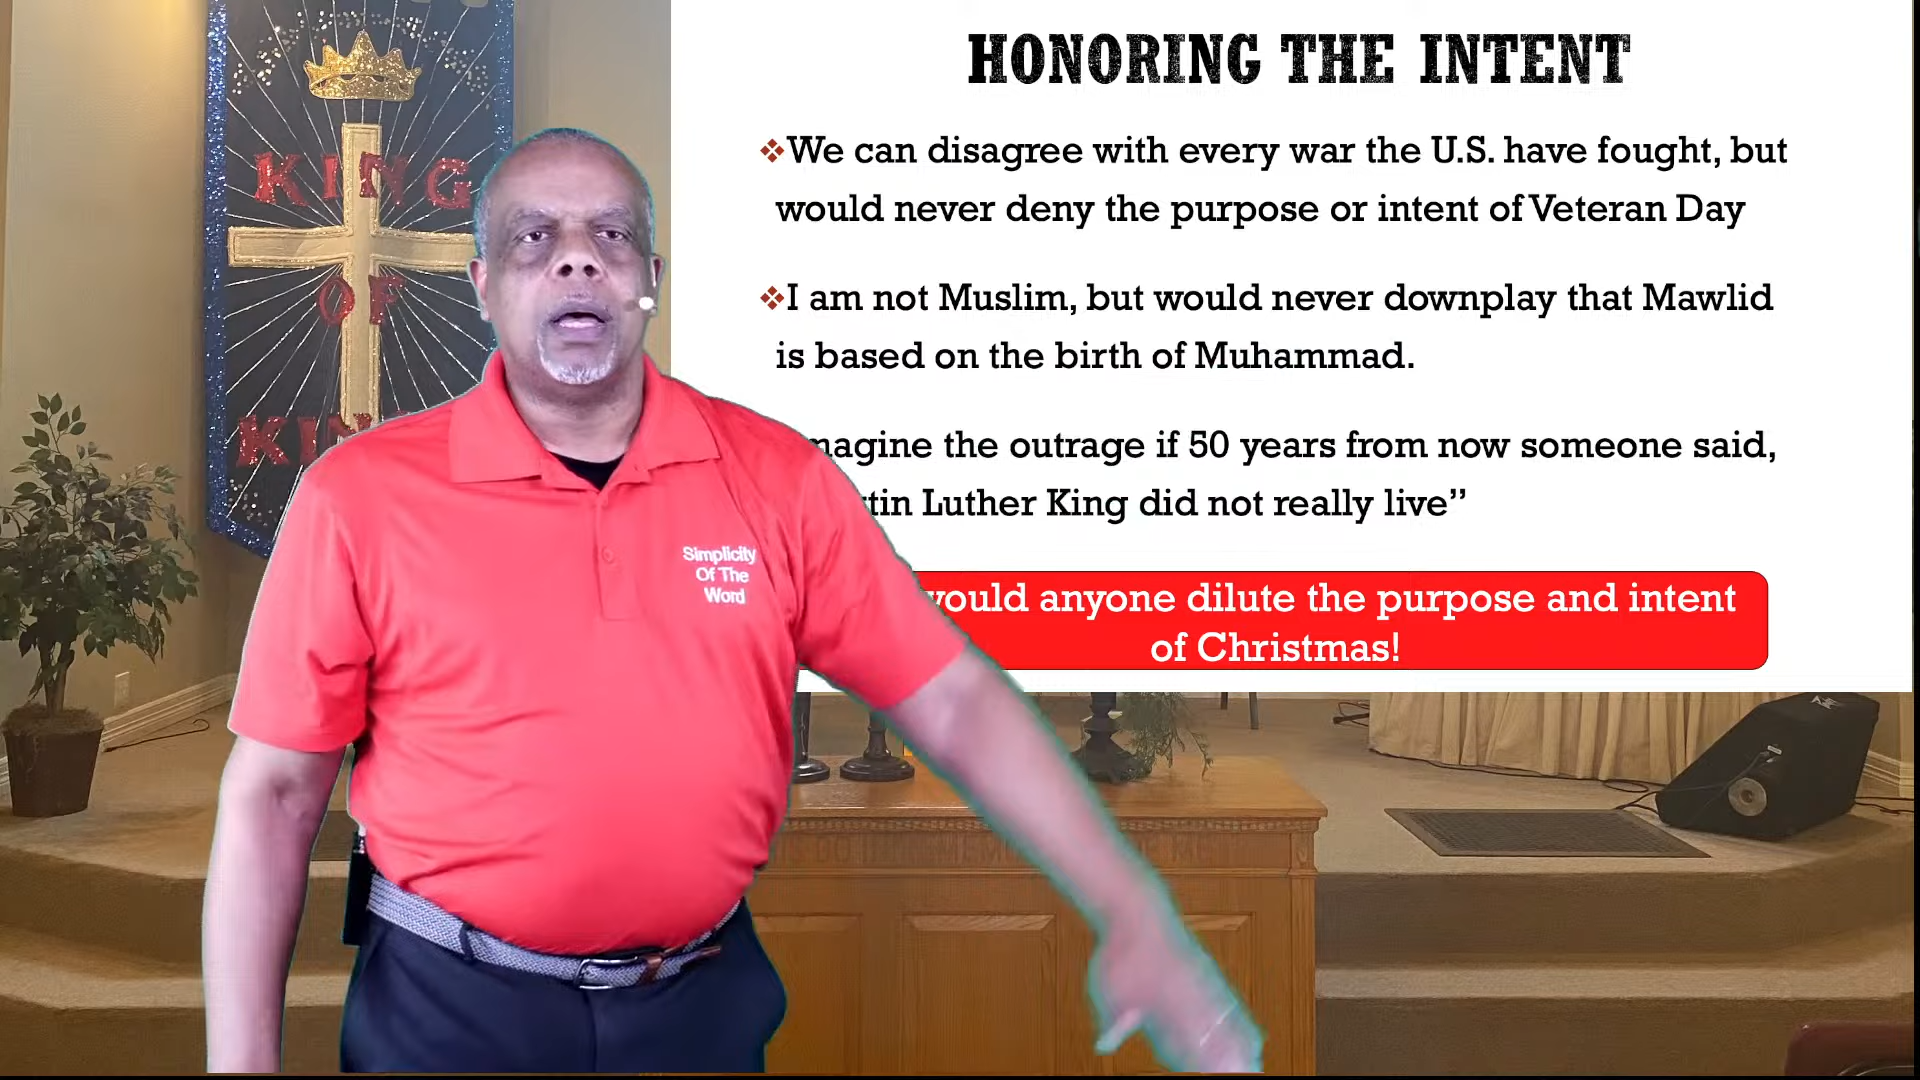 HONORING THE INTENT
We can disagree with every war the U.S. have fought, but
would never deny the purpose or intent of Veteran Day
I am not Muslim, but would never downplay that Mawlid
is based on the birth of Muhammad.
the outrage if 50 years from now someone said,
Luther King did not really live”
anyone dilute the purpose and intent
of Christmas!
KING
OF
Simplicity
Of The
Word